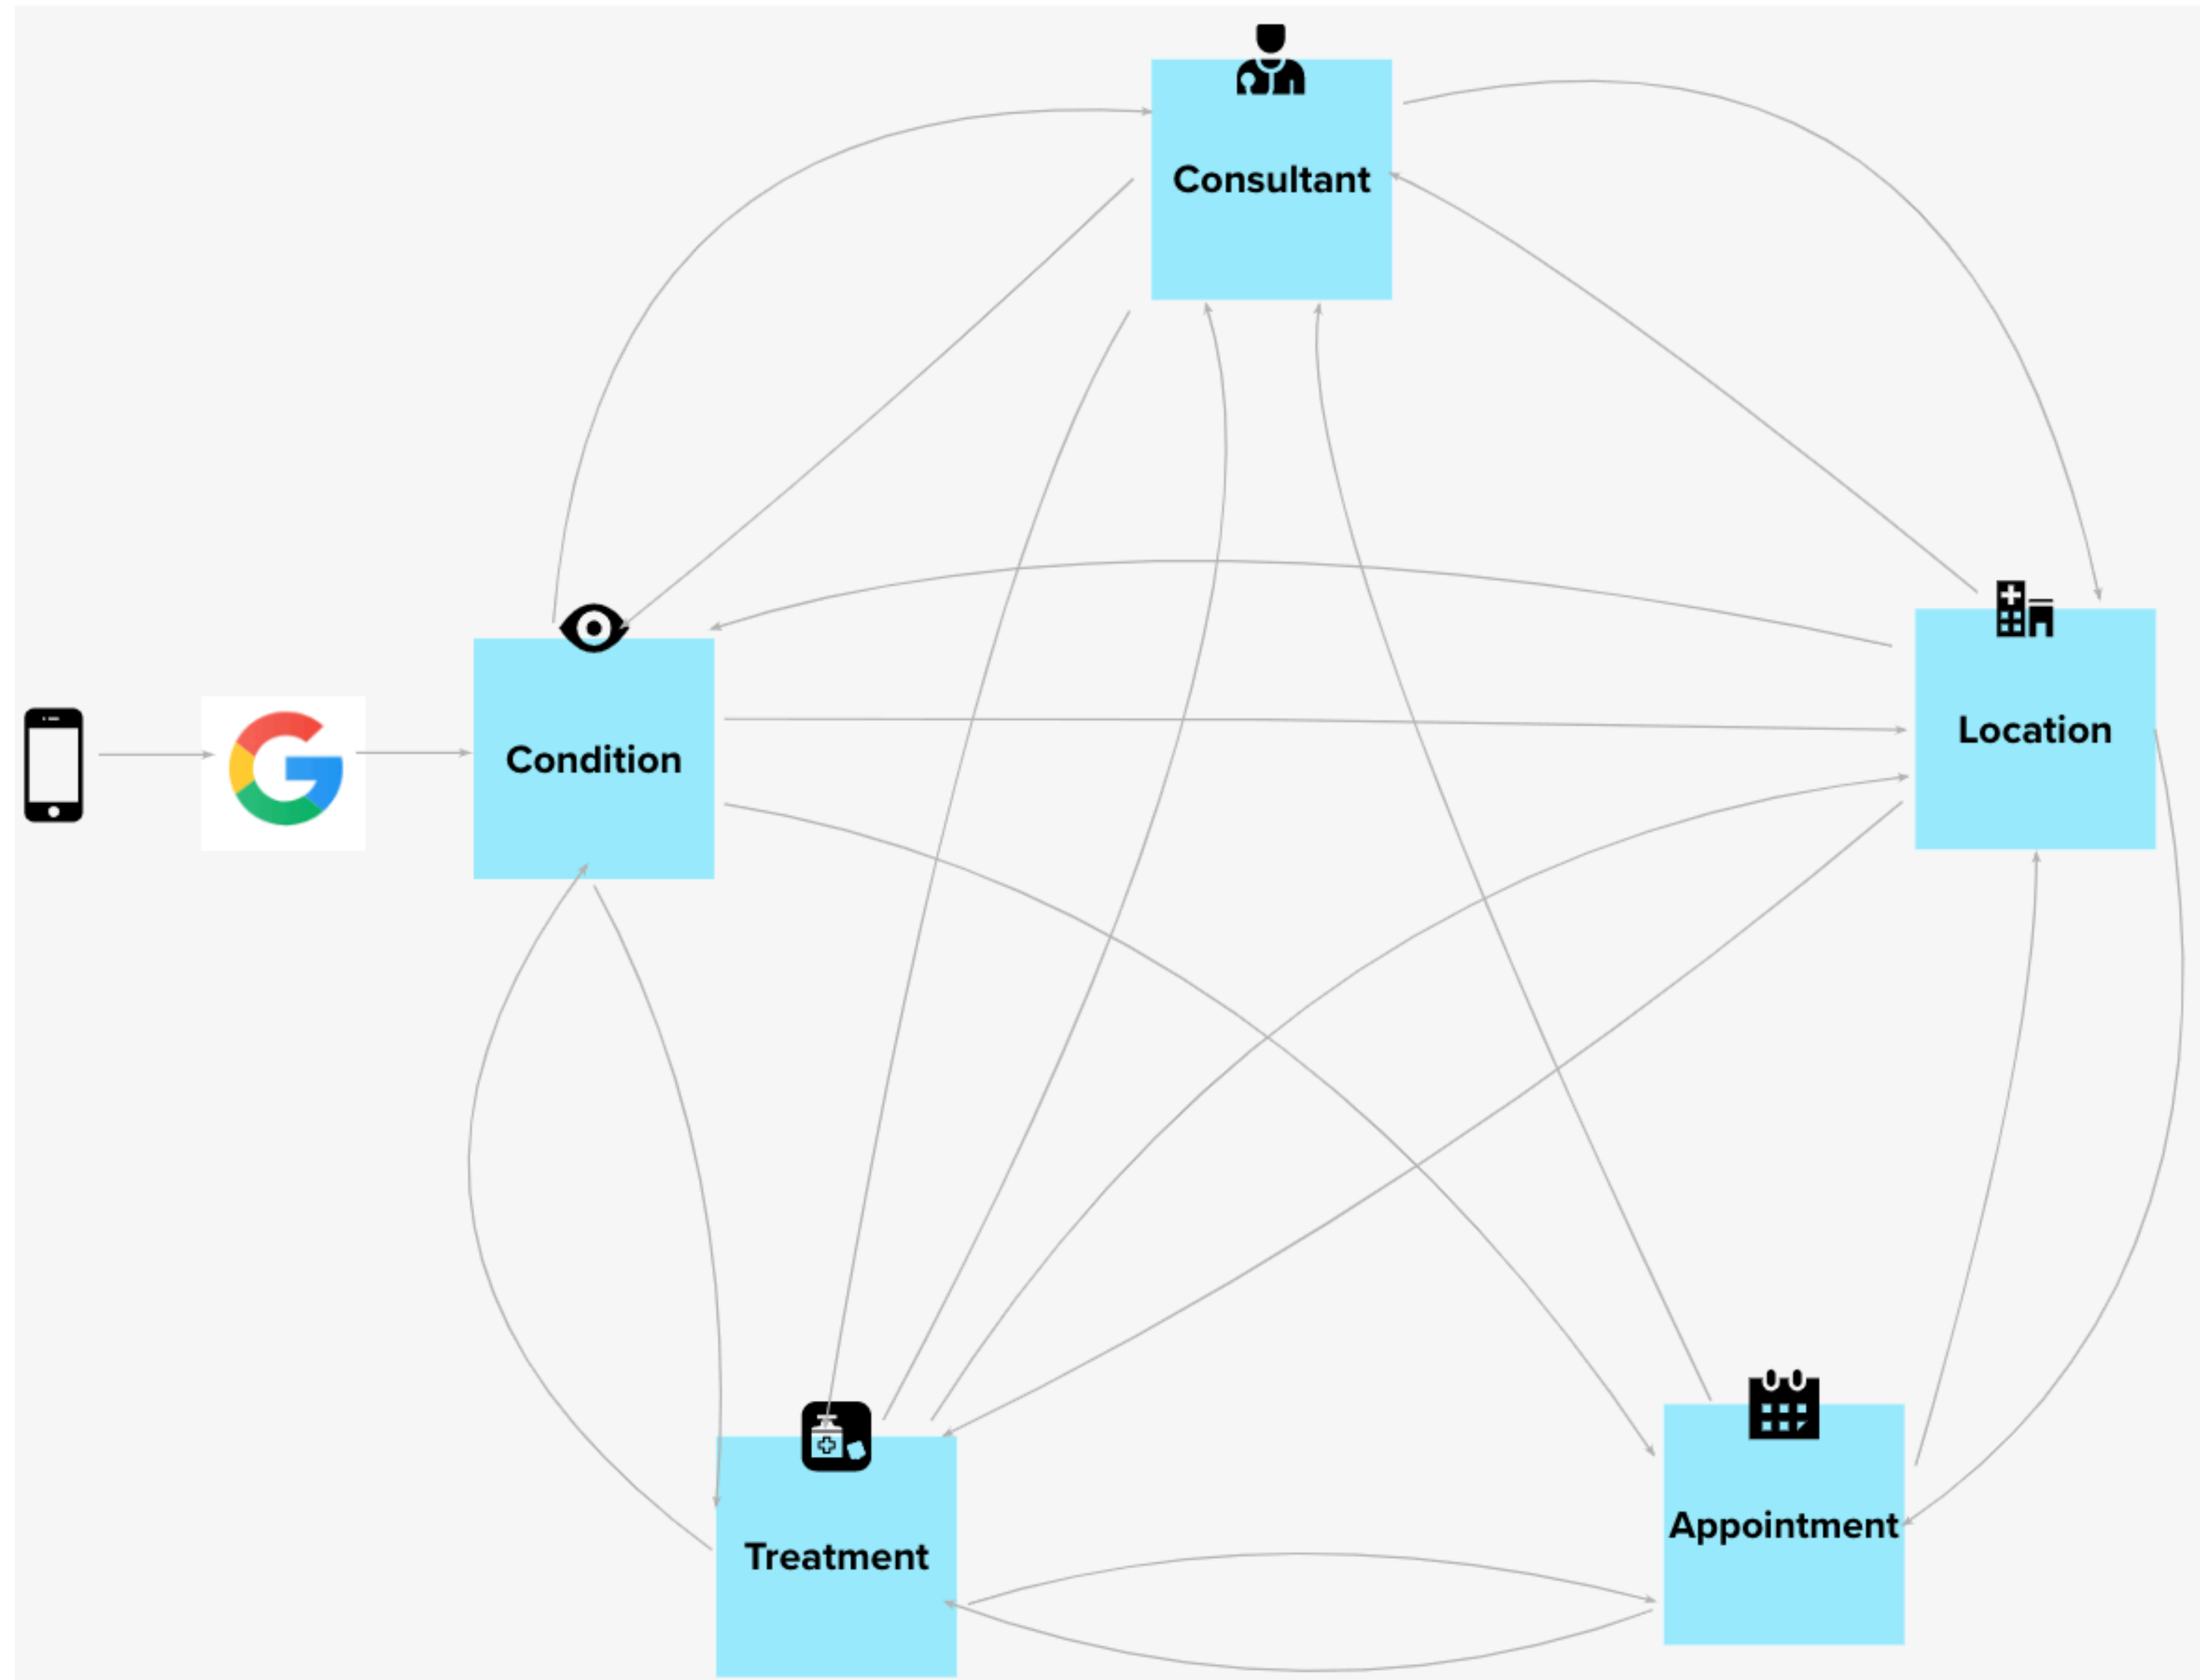 Consultant
Location
Condition
Appointment
Treatment